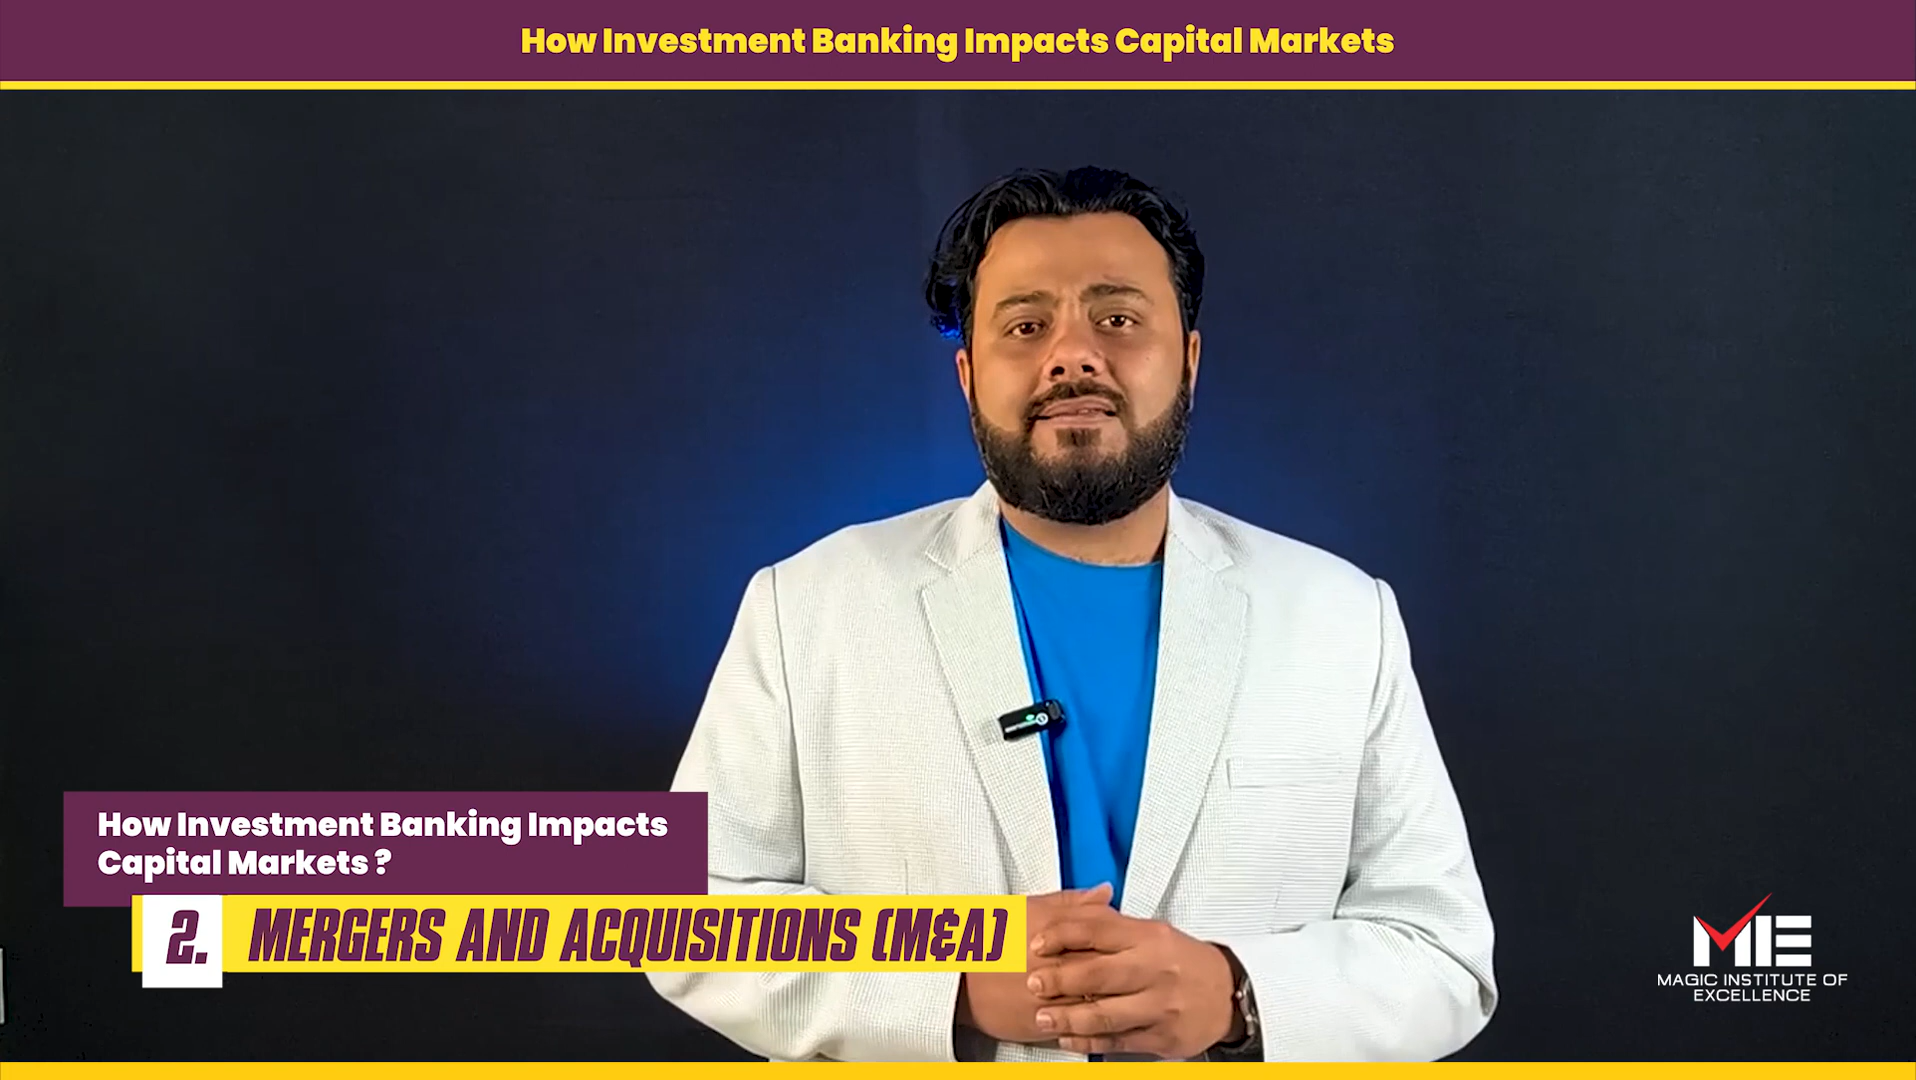 How Investment Banking Impacts Capital Markets
How Investment Banking Impacts
Capital Markets ?
2. MERGERS AND ACQUISITIONS (M&A)
MIE
MAGIC INSTITUTE OF
EXCELLENCE